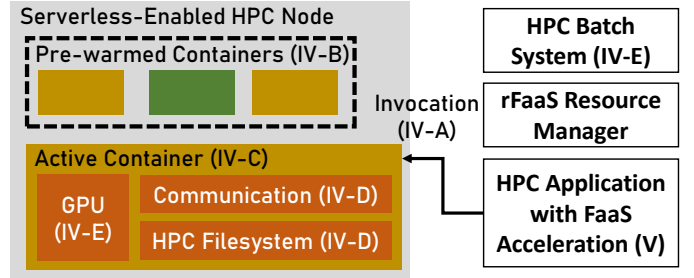 Serverless-Enabled HPC Node
Pre-warmed Containers (IV-B)
Active Container (IV-C)
GPU
(IV-E)
Communication (IV-D)
HPC Filesystem (IV-D)
Invocation
(IV-A)
HPC Batch
System (IV-E)
rFaaS Resource
Manager
HPC Application
with FaaS
Acceleration (V)